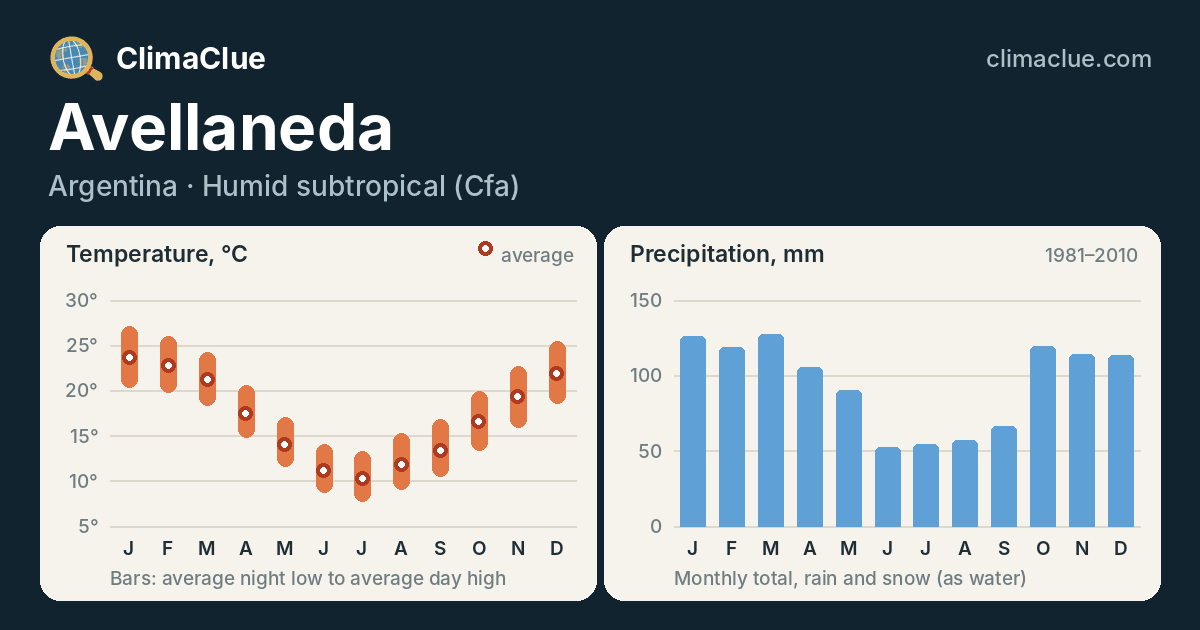 ClimaClue
climaclue.com
Avellaneda
Argentina · Humid subtropical (Cfa)
Temperature, °C
average
30°
25°
20°
15°
10°
5°
J F M A M J J A S O N D
Bars: average night low to average day high
Precipitation, mm
1981–2010
150
100
50
0
J F M A M J J A S O N D
Monthly total, rain and snow (as water)